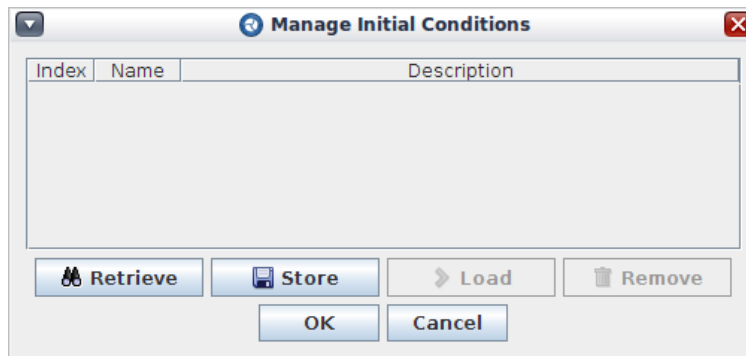 Manage Initial Conditions
Index Name Description
Retrieve Store Load Remove
OK Cancel